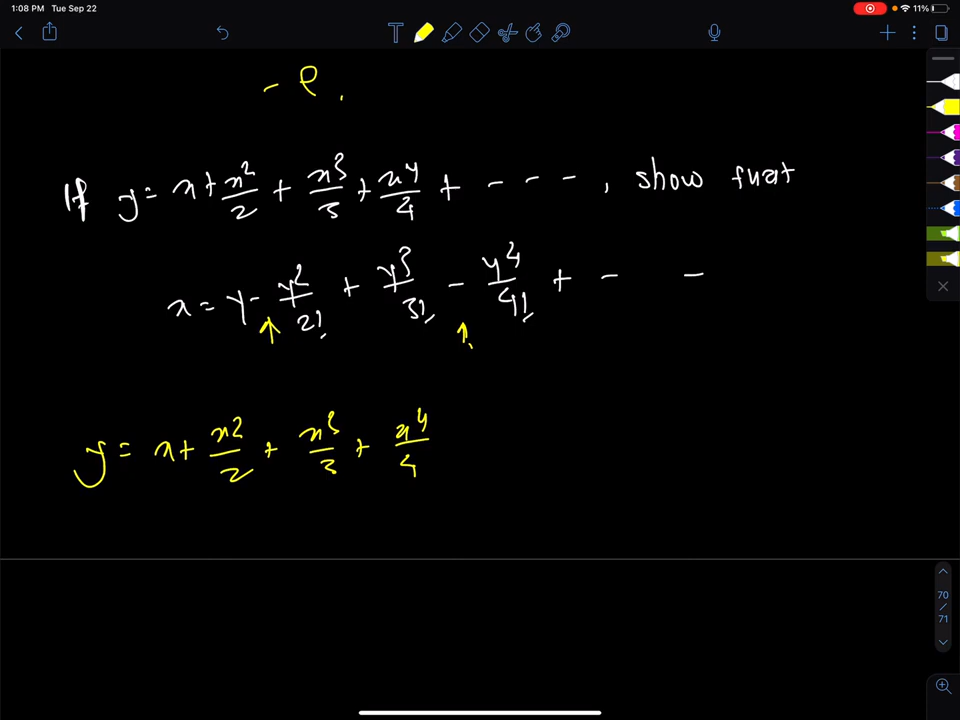 1:08 PM Tue Sep 22
11%
- e.
If y = x + x²/2 + x³/3 + x⁴/4 + - - - , show that
x = y - y²/2! + y³/3! - y⁴/4! + - -
y = x + x²/2 + x³/3 + x⁴/4
70
/
71